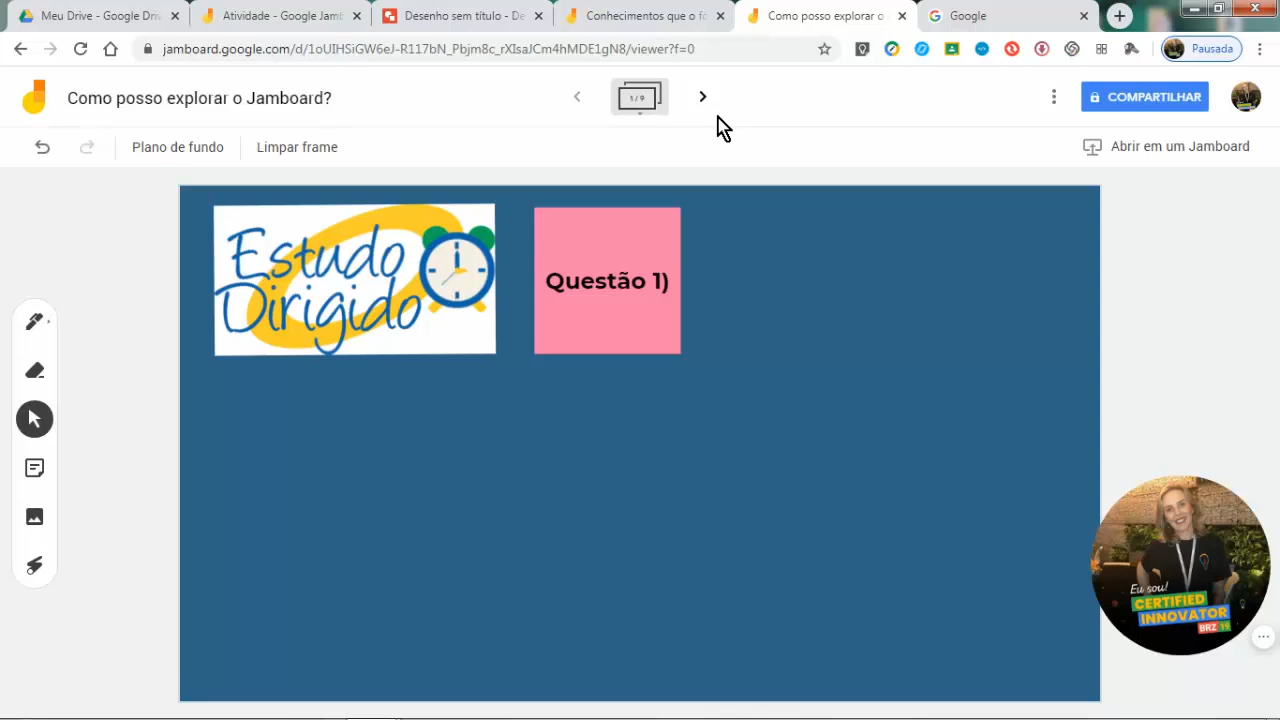 Meu Drive - Google Dri
Atividade - Google Jamb
Desenho sem título - De
Conhecimentos que o fo
Como posso explorar o
Google
jamboard.google.com/d/1oUIHSiGW6eJ-R117bN_Pbjm8c_rXIsaJCm4hMDE1gN8/viewer?f=0
Pausada
Como posso explorar o Jamboard?
1 / 9
COMPARTILHAR
Plano de fundo
Limpar frame
Abrir em um Jamboard
Estudo
Dirigido
Questão 1)
Eu sou!
CERTIFIED
INNOVATOR
BRZ 19